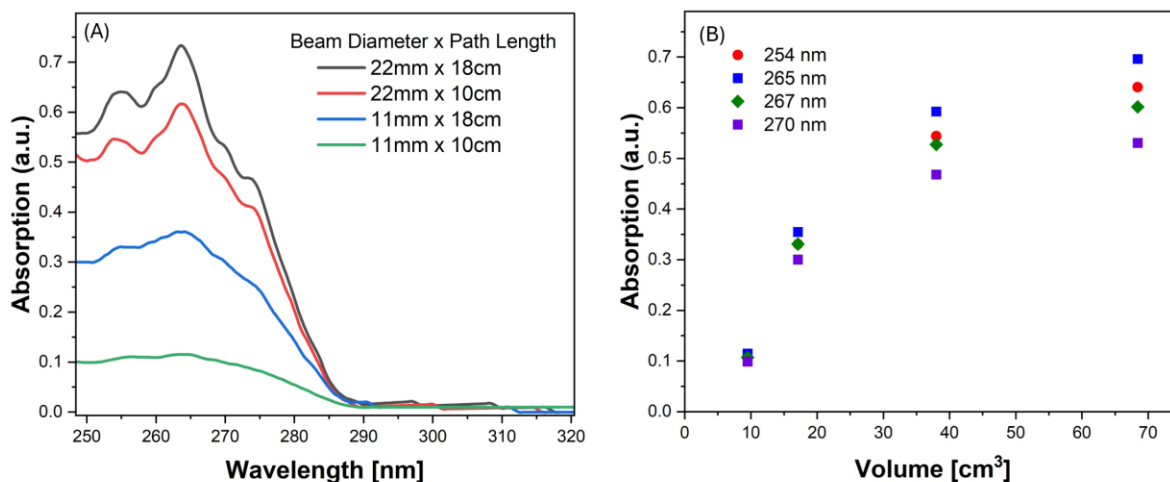 (A)
Beam Diameter x Path Length
22mm x 18cm
22mm x 10cm
11mm x 18cm
11mm x 10cm
0.7
0.6
0.5
0.4
0.3
0.2
0.1
0.0
250 260 270 280 290 300 310 320
Absorption (a.u.)
Wavelength [nm]
(B)
254 nm
265 nm
267 nm
270 nm
0.7
0.6
0.5
0.4
0.3
0.2
0.1
0.0
0 10 20 30 40 50 60 70
Absorption (a.u.)
Volume [cm³]